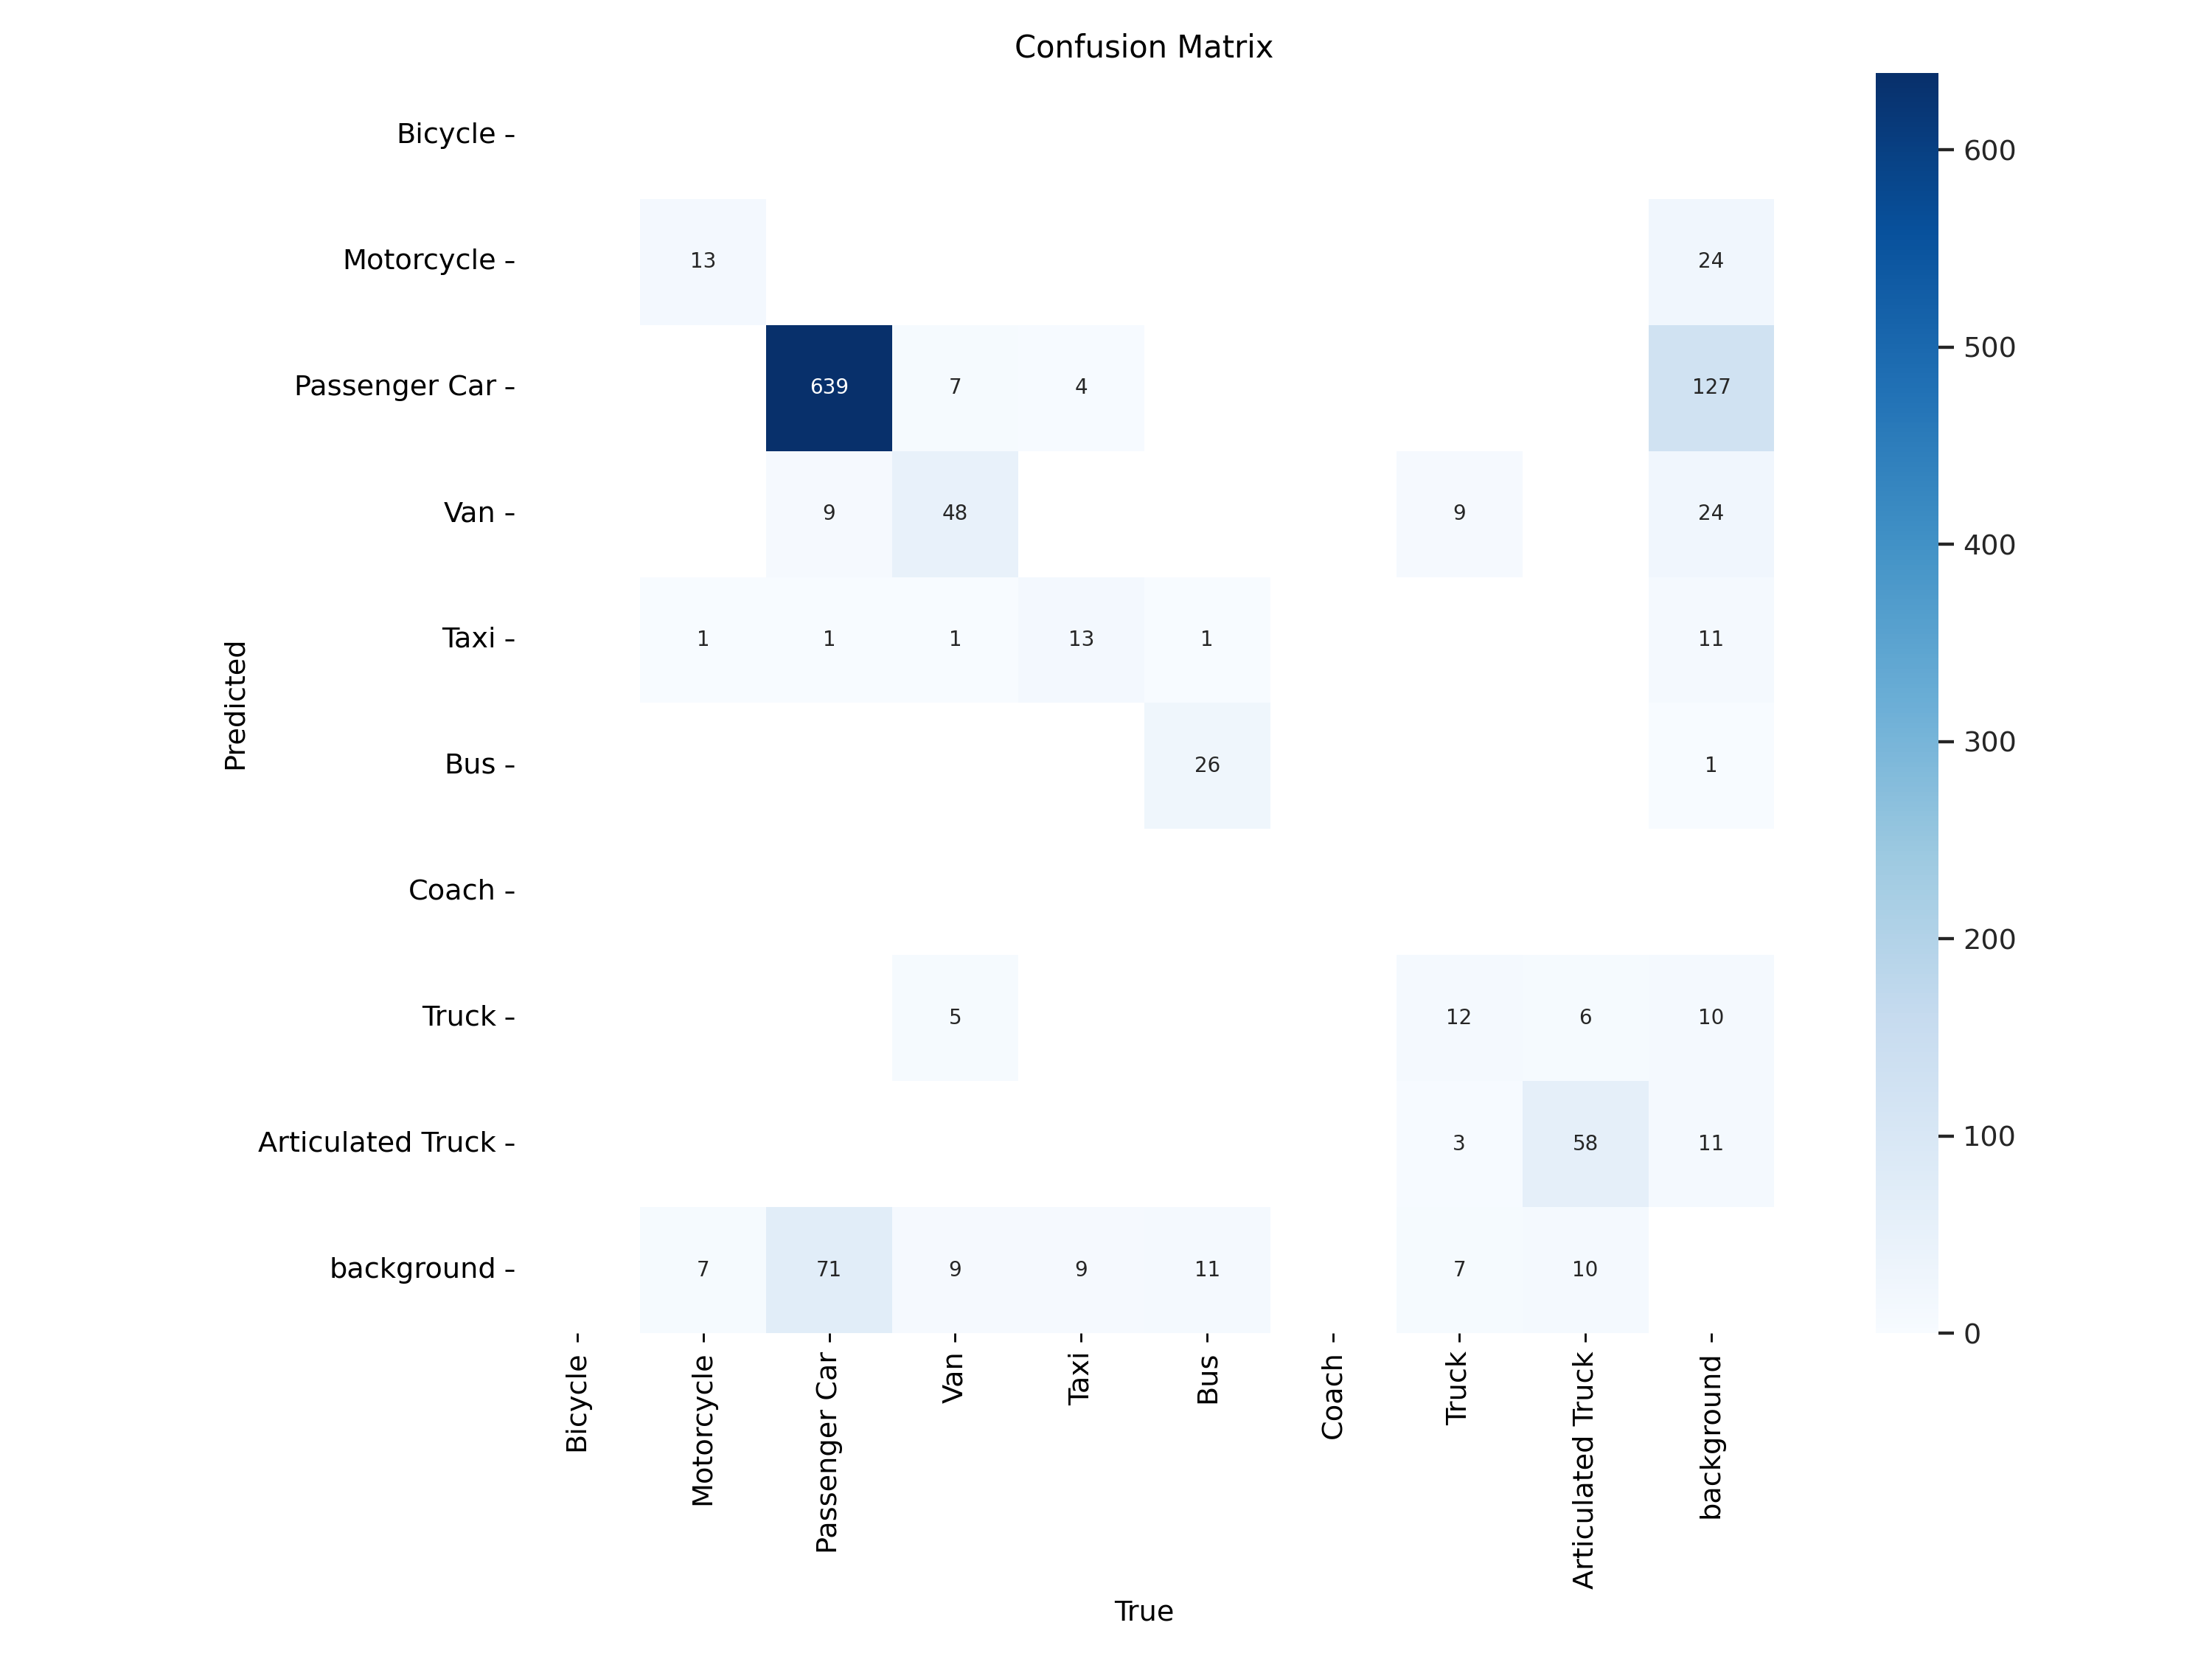 Confusion Matrix
Bicycle
Motorcycle 13 24
Passenger Car 639 7 4 127
Van 9 48 9 24
Taxi 1 1 1 13 1 11
Bus 26 1
Coach
Truck 5 12 6 10
Articulated Truck 3 58 11
background 7 71 9 9 11 7 10
Predicted
Bicycle
Motorcycle
Passenger Car
Van
Taxi
Bus
Coach
Truck
Articulated Truck
background
True
600
500
400
300
200
100
0